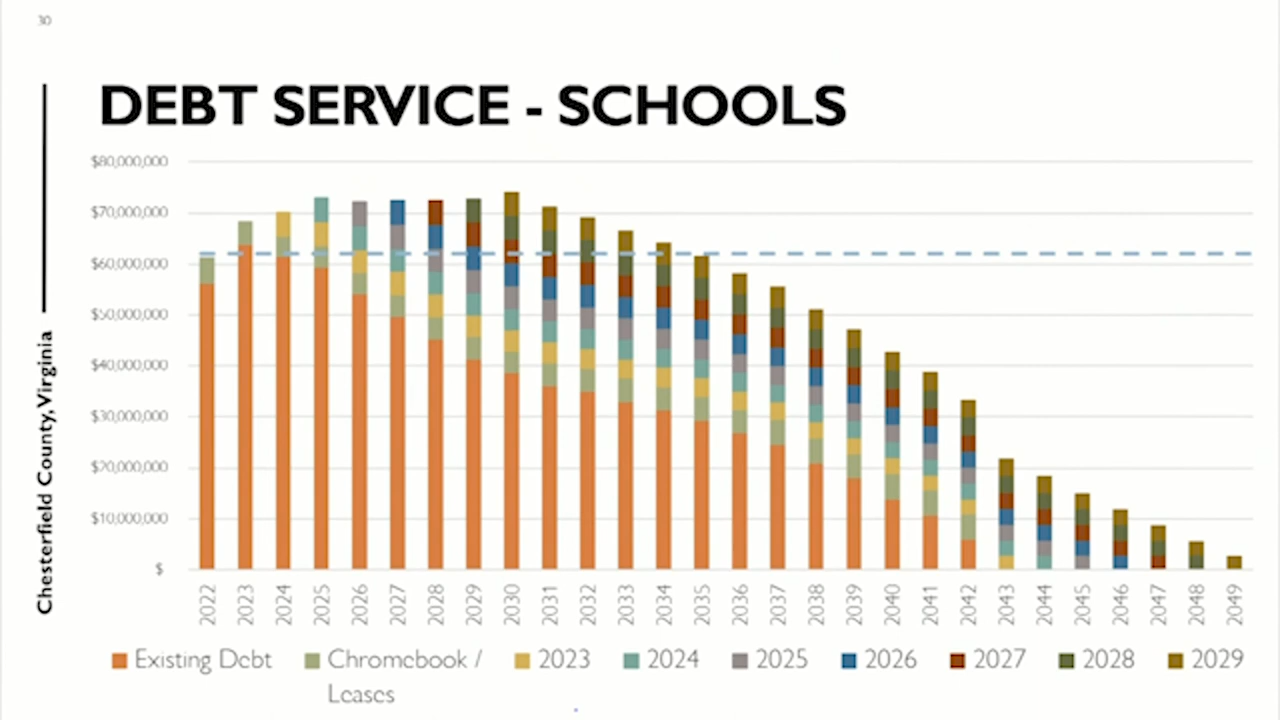 30
DEBT SERVICE - SCHOOLS
Chesterfield County, Virginia
$80,000,000
$70,000,000
$60,000,000
$50,000,000
$40,000,000
$30,000,000
$20,000,000
$10,000,000
$
2022 2023 2024 2025 2026 2027 2028 2029 2030 2031 2032 2033 2034 2035 2036 2037 2038 2039 2040 2041 2042 2043 2044 2045 2046 2047 2048 2049
Existing Debt Chromebook / 2023 2024 2025 2026 2027 2028 2029
Leases